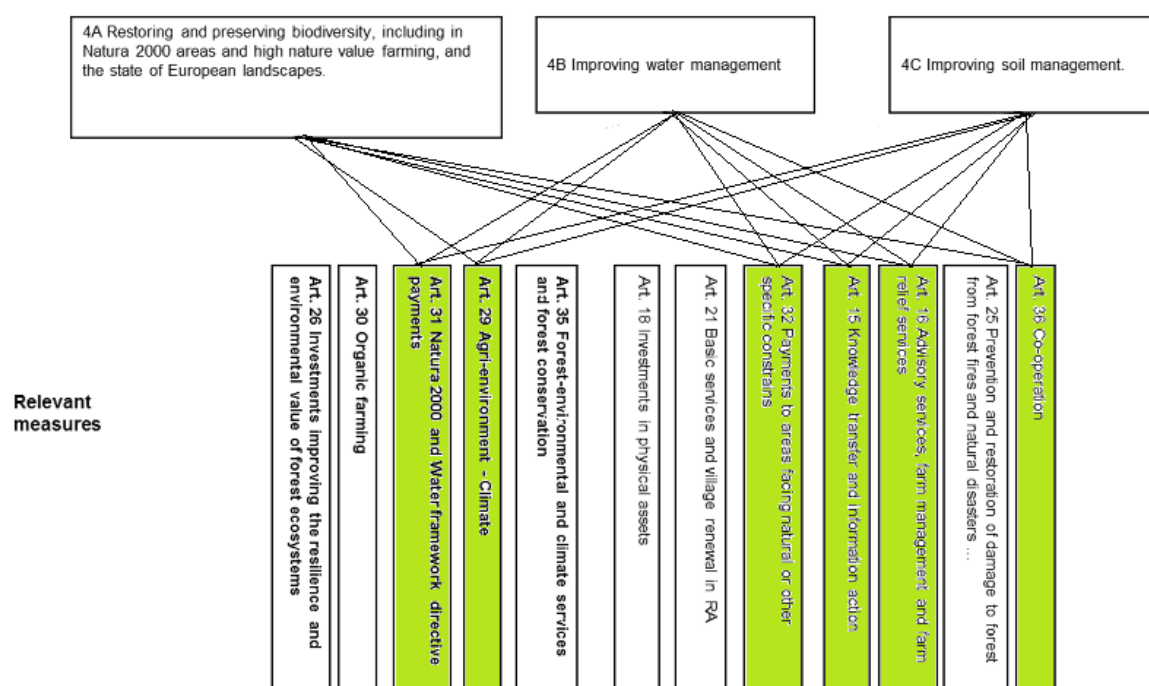 4A Restoring and preserving biodiversity, including in
Natura 2000 areas and high nature value farming, and
the state of European landscapes.
4B Improving water management
4C Improving soil management.
Relevant
measures
Art. 26 Investments improving the resilience and
environmental value of forest ecosystems
Art. 30 Organic farming
Art. 31 Natura 2000 and Water framework directive
payments
Art. 29 Agri-environment - Climate
Art. 35 Forest-environmental and climate services
and forest conservation
Art. 18 Investments in physical assets
Art. 21 Basic services and village renewal in RA
Art. 32 Payments to areas facing natural or other
specific constrains
Art. 15 Knowledge transfer and information action
Art. 16 Advisory services, farm management and farm
relief services
Art. 25 Prevention and restoration of damage to forest
from forest fires and natural disasters ...
Art. 36 Co-operation